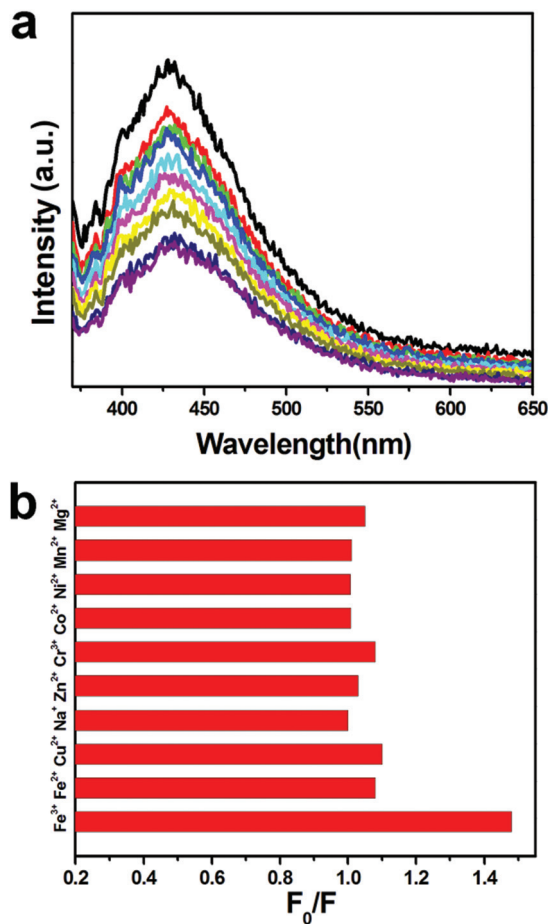 a
Intensity (a.u.)
400 450 500 550 600 650
Wavelength(nm)
b
Mg²⁺
Mn²⁺
Ni²⁺
Co²⁺
Cr³⁺
Zn²⁺
Na⁺
Cu²⁺
Fe²⁺
Fe³⁺
0.2 0.4 0.6 0.8 1.0 1.2 1.4
F₀/F